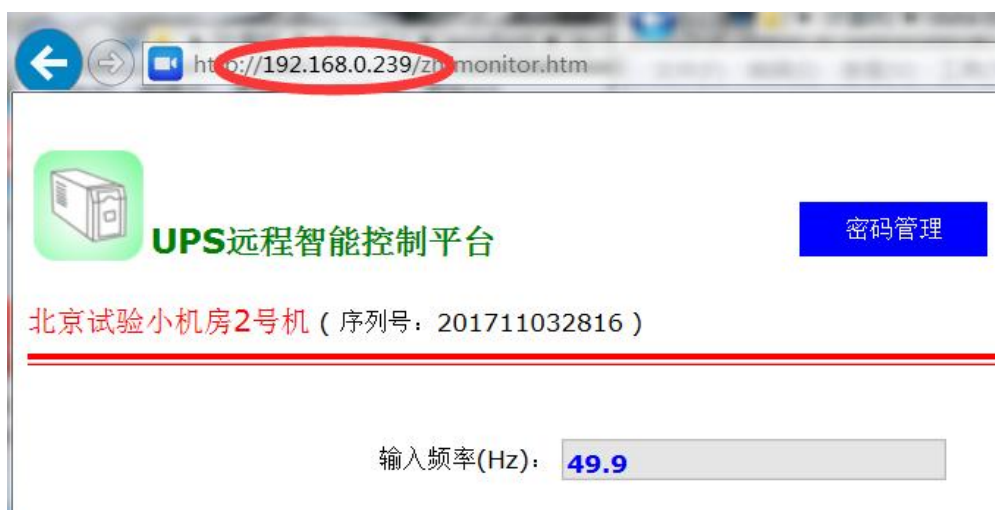 http://192.168.0.239/zh/monitor.htm
UPS远程智能控制平台
密码管理
北京试验小机房2号机 ( 序列号：201711032816 )
输入频率(Hz)： 49.9